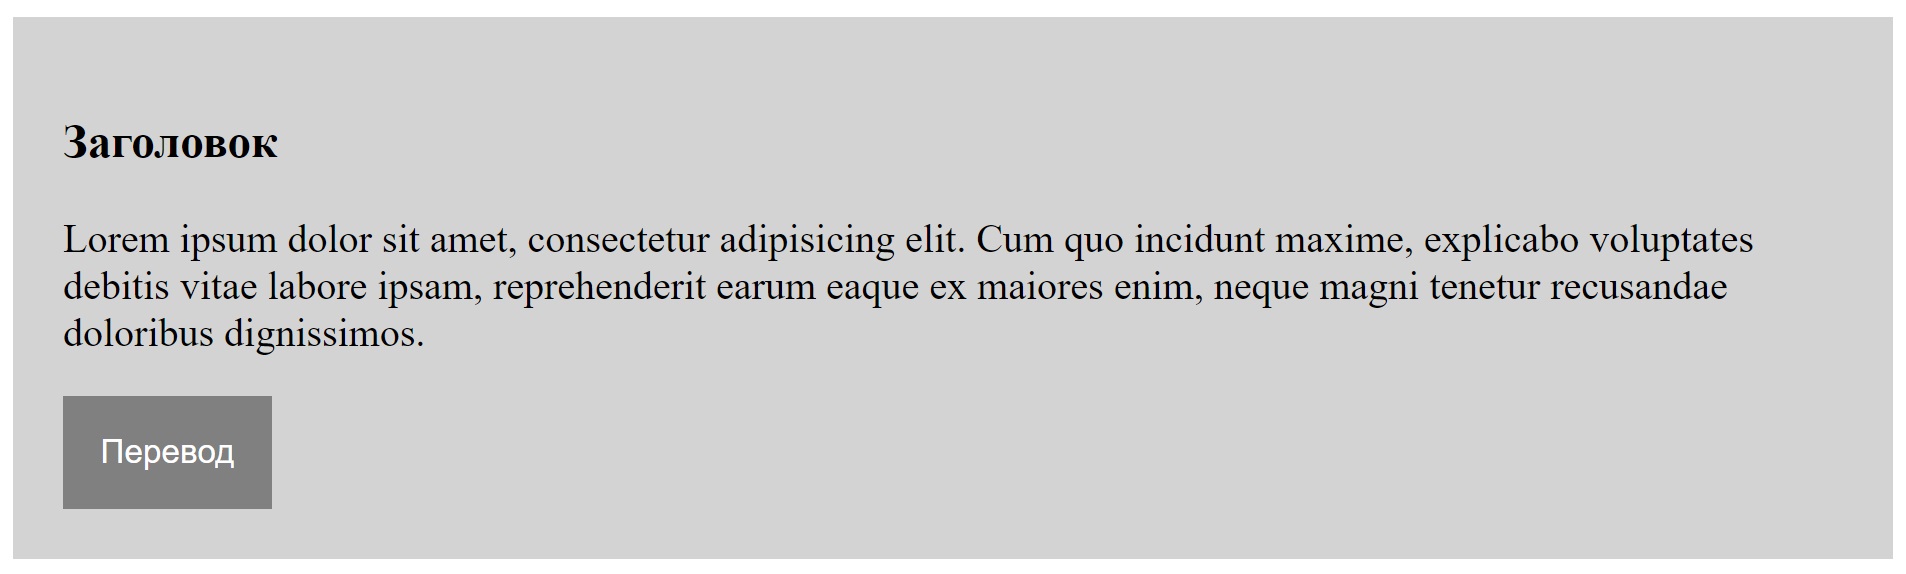 Заголовок
Lorem ipsum dolor sit amet, consectetur adipisicing elit. Cum quo incidunt maxime, explicabo voluptates
debitis vitae labore ipsam, reprehenderit earum eaque ex maiores enim, neque magni tenetur recusandae
doloribus dignissimos.
Перевод